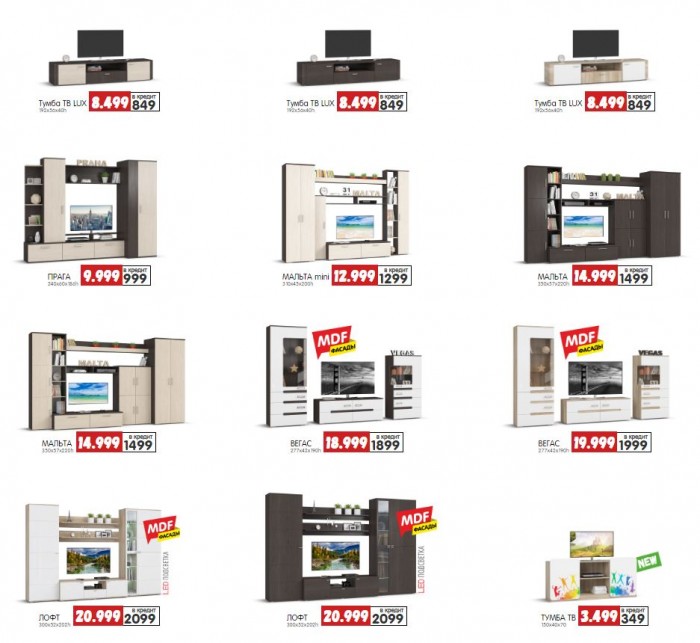 Тумба ТВ LUX 8.499 в кредит 849
192x56x40h
Тумба ТВ LUX 8.499 в кредит 849
192x56x40h
Тумба ТВ LUX 8.499 в кредит 849
192x56x40h
PRAHA
ПРАГА 9.999 в кредит 999
31
MALTA
МАЛЬТА mini 12.999 в кредит 1299
310x43x200h
31
MALTA
МАЛЬТА 14.999 в кредит 1499
350x57x200h
MALTA
МАЛЬТА 14.999 в кредит 1499
350x57x200h
MDF
ФАСАДЫ
VEGAS
ВЕГАС 18.999 в кредит 1899
277x42x190h
MDF
ФАСАДЫ
VEGAS
ВЕГАС 19.999 в кредит 1999
277x42x190h
MDF
ФАСАДЫ
LED ПОДСВЕТКА
ЛОФТ 20.999 в кредит 2099
300x52x202h
MDF
ФАСАДЫ
LED ПОДСВЕТКА
ЛОФТ 20.999 в кредит 2099
300x52x202h
NEW
ТУМБА ТВ 3.499 в кредит 349
130x40x70